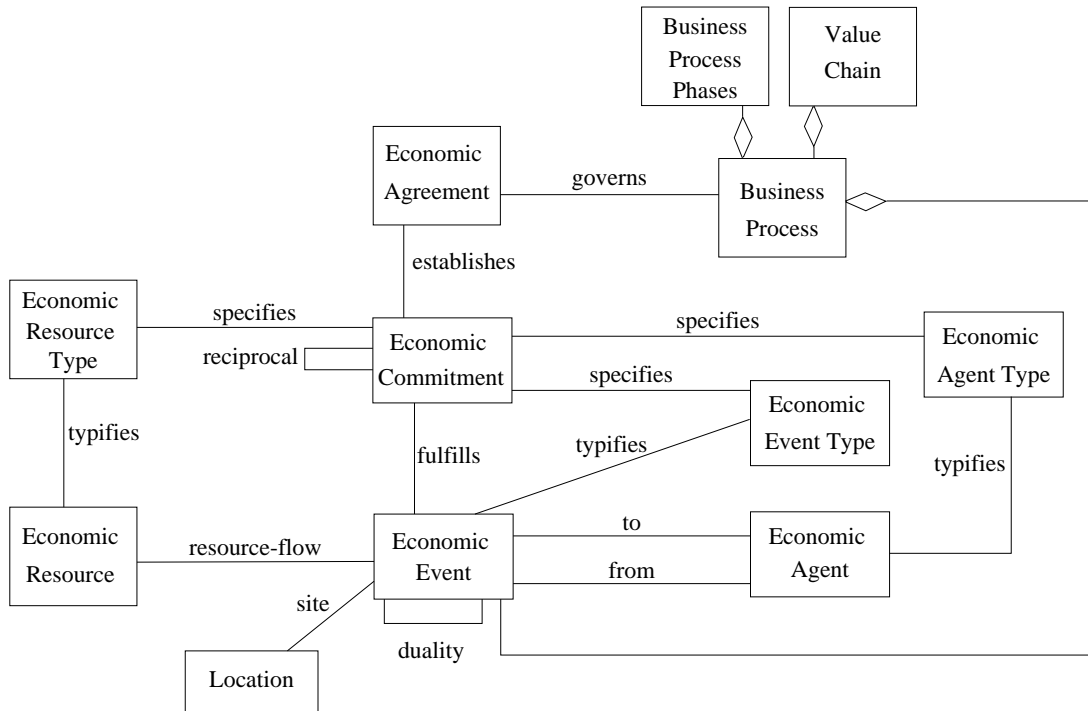 Business
Process
Phases
Value
Chain
Economic
Agreement
governs
Business
Process
establishes
Economic
Resource
Type
specifies
reciprocal
Economic
Commitment
specifies
Economic
Agent Type
specifies
Economic
Event Type
typifies
typifies
fulfills
typifies
Economic
Resource
resource-flow
Economic
Event
to
from
Economic
Agent
site
duality
Location